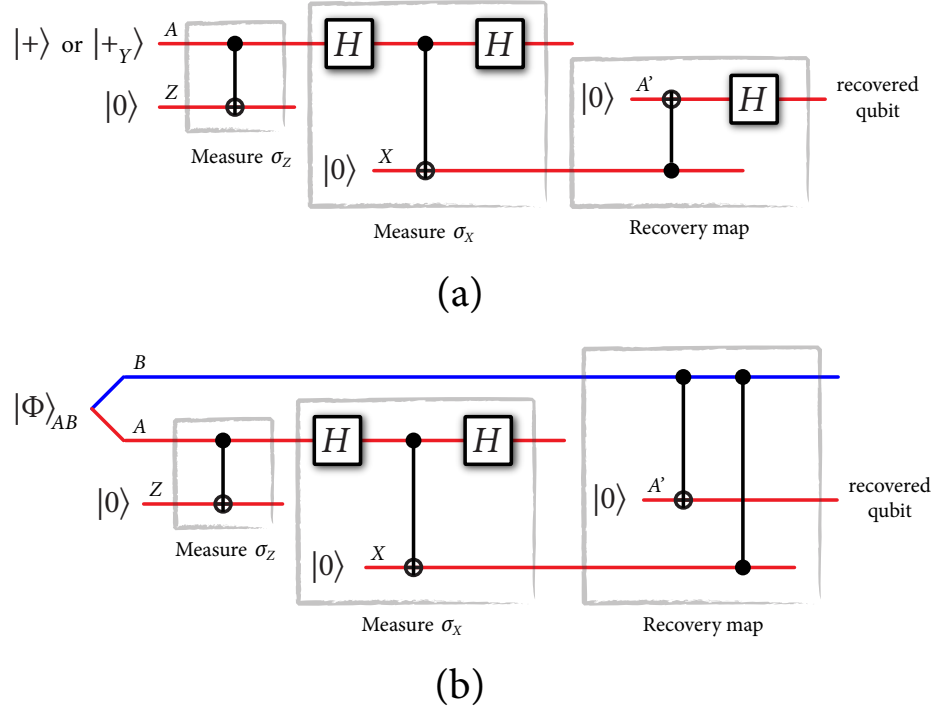 |+⟩ or |+_Y⟩ A H H
|0⟩ Z |0⟩ A' H recovered qubit
Measure σ_Z |0⟩ X
Measure σ_X Recovery map
(a)
B
|Φ⟩_AB A H H
|0⟩ Z |0⟩ A' recovered qubit
Measure σ_Z |0⟩ X
Measure σ_X Recovery map
(b)